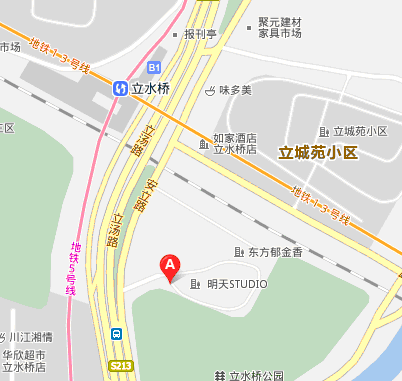 聚元建材
家具市场
报刊亭
市场
地铁1-3-号线
B1
立水桥
味多美
立汤路
如家酒店
立水桥店
立城苑小区
立城苑小区
车区
安立路
地铁1-3-号线
立汤路
地铁5号线
东方郁金香
A
明天STUDIO
川江湘情
华欣超市
立水桥店
S213
立水桥公园